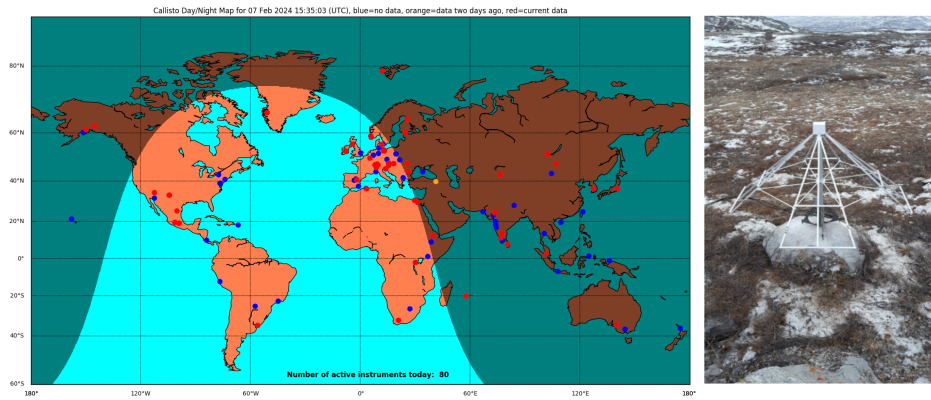 Callisto Day/Night Map for 07 Feb 2024 15:35:03 (UTC), blue=no data, orange=data two days ago, red=current data
80°N
60°N
40°N
20°N
0°
20°S
40°S
60°S
Number of active instruments today: 80
180° 120°W 60°W 0° 60°E 120°E 180°